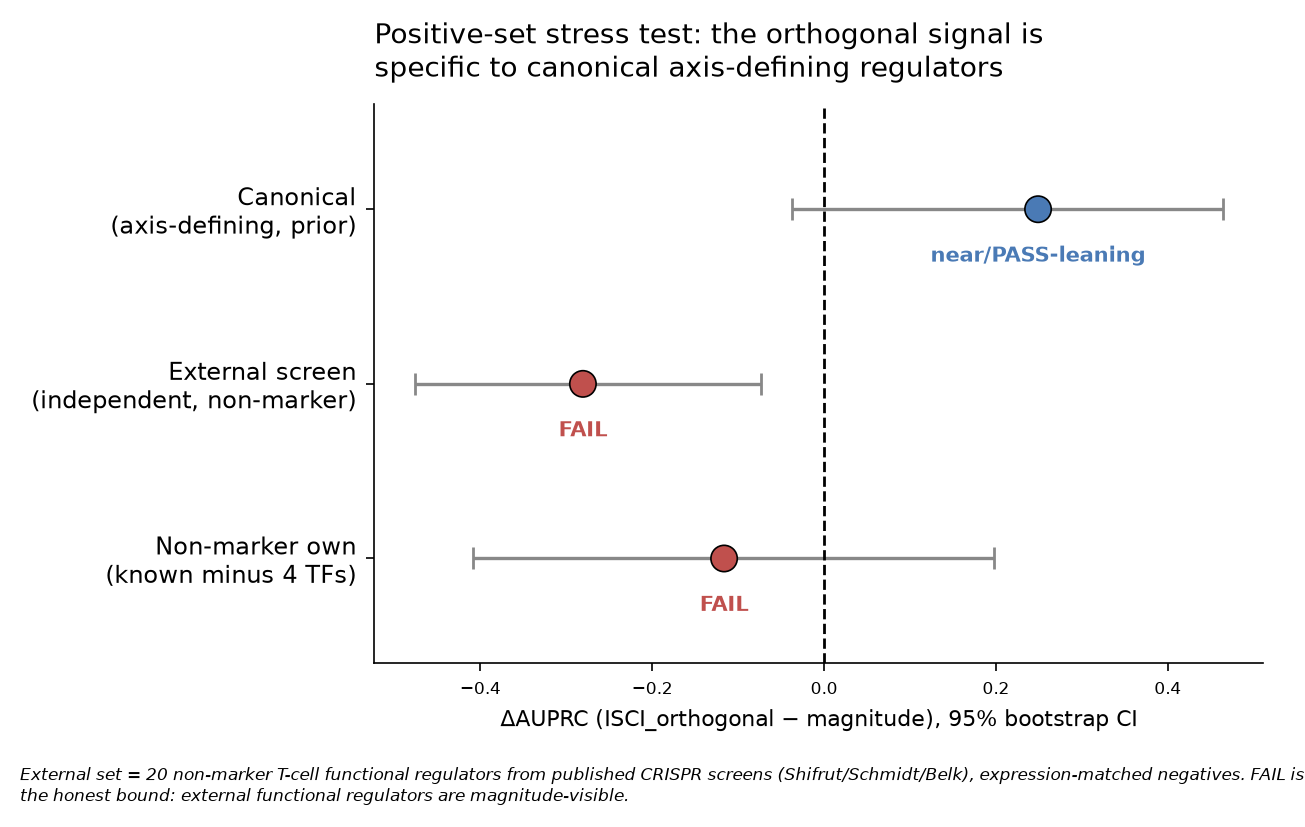 Positive-set stress test: the orthogonal signal is
specific to canonical axis-defining regulators
Canonical
(axis-defining, prior)
near/PASS-leaning
External screen
(independent, non-marker)
FAIL
Non-marker own
(known minus 4 TFs)
FAIL
−0.4 −0.2 0.0 0.2 0.4
ΔAUPRC (ISCI_orthogonal − magnitude), 95% bootstrap CI
External set = 20 non-marker T-cell functional regulators from published CRISPR screens (Shifrut/Schmidt/Belk), expression-matched negatives. FAIL is
the honest bound: external functional regulators are magnitude-visible.